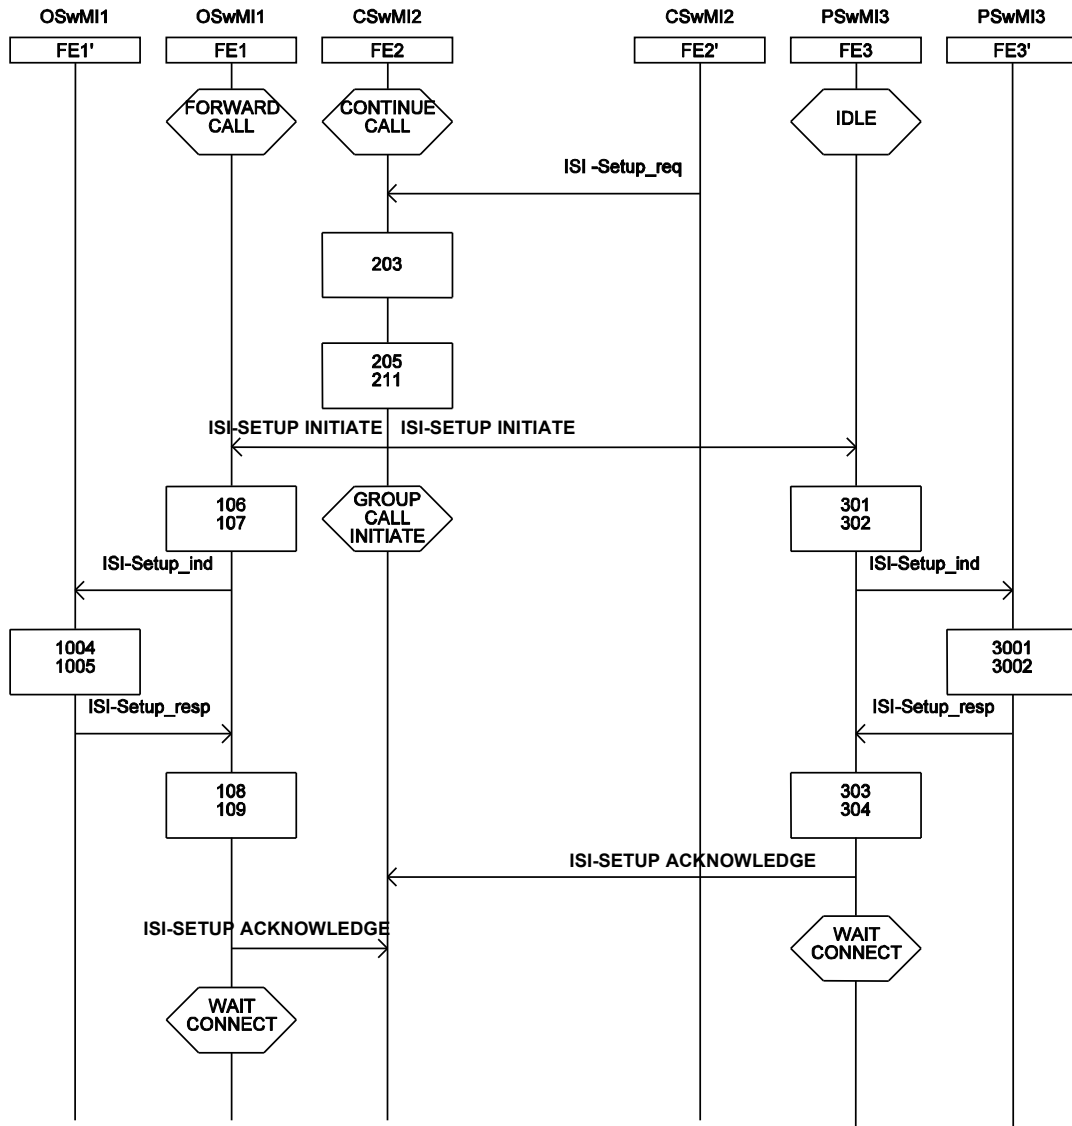 OSwMI1 OSwMI1 CSwMI2 CSwMI2 PSwMI3 PSwMI3
FE1' FE1 FE2 FE2' FE3 FE3'
FORWARD
CALL
CONTINUE
CALL
IDLE
ISI -Setup_req
203
205
211
ISI-SETUP INITIATE ISI-SETUP INITIATE
106
107
GROUP
CALL
INITIATE
301
302
ISI-Setup_ind ISI-Setup_ind
1004
1005
3001
3002
ISI-Setup_resp ISI-Setup_resp
108
109
303
304
ISI-SETUP ACKNOWLEDGE
ISI-SETUP ACKNOWLEDGE
WAIT
CONNECT
WAIT
CONNECT